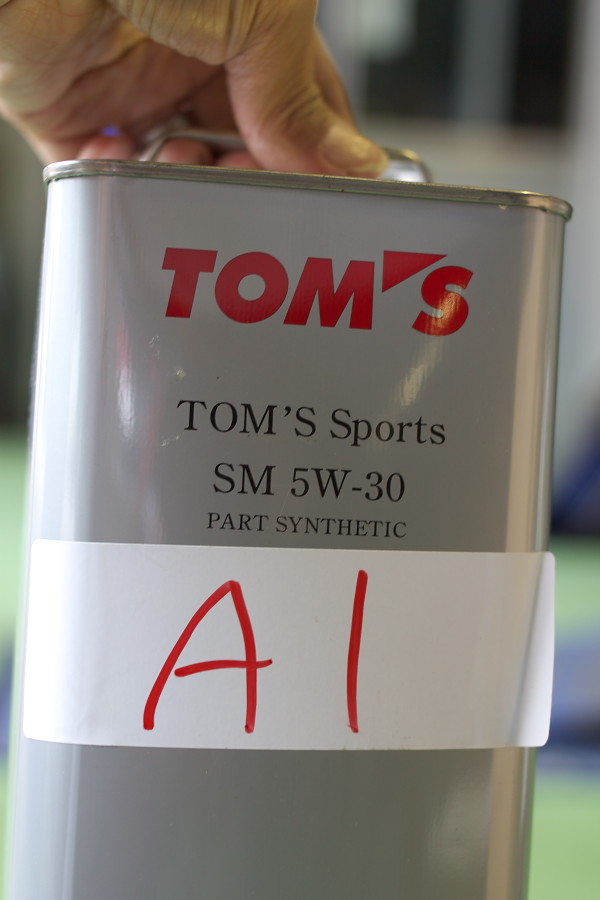 TOM'S
TOM'S Sports
SM 5W-30
PART SYNTHETIC
A1